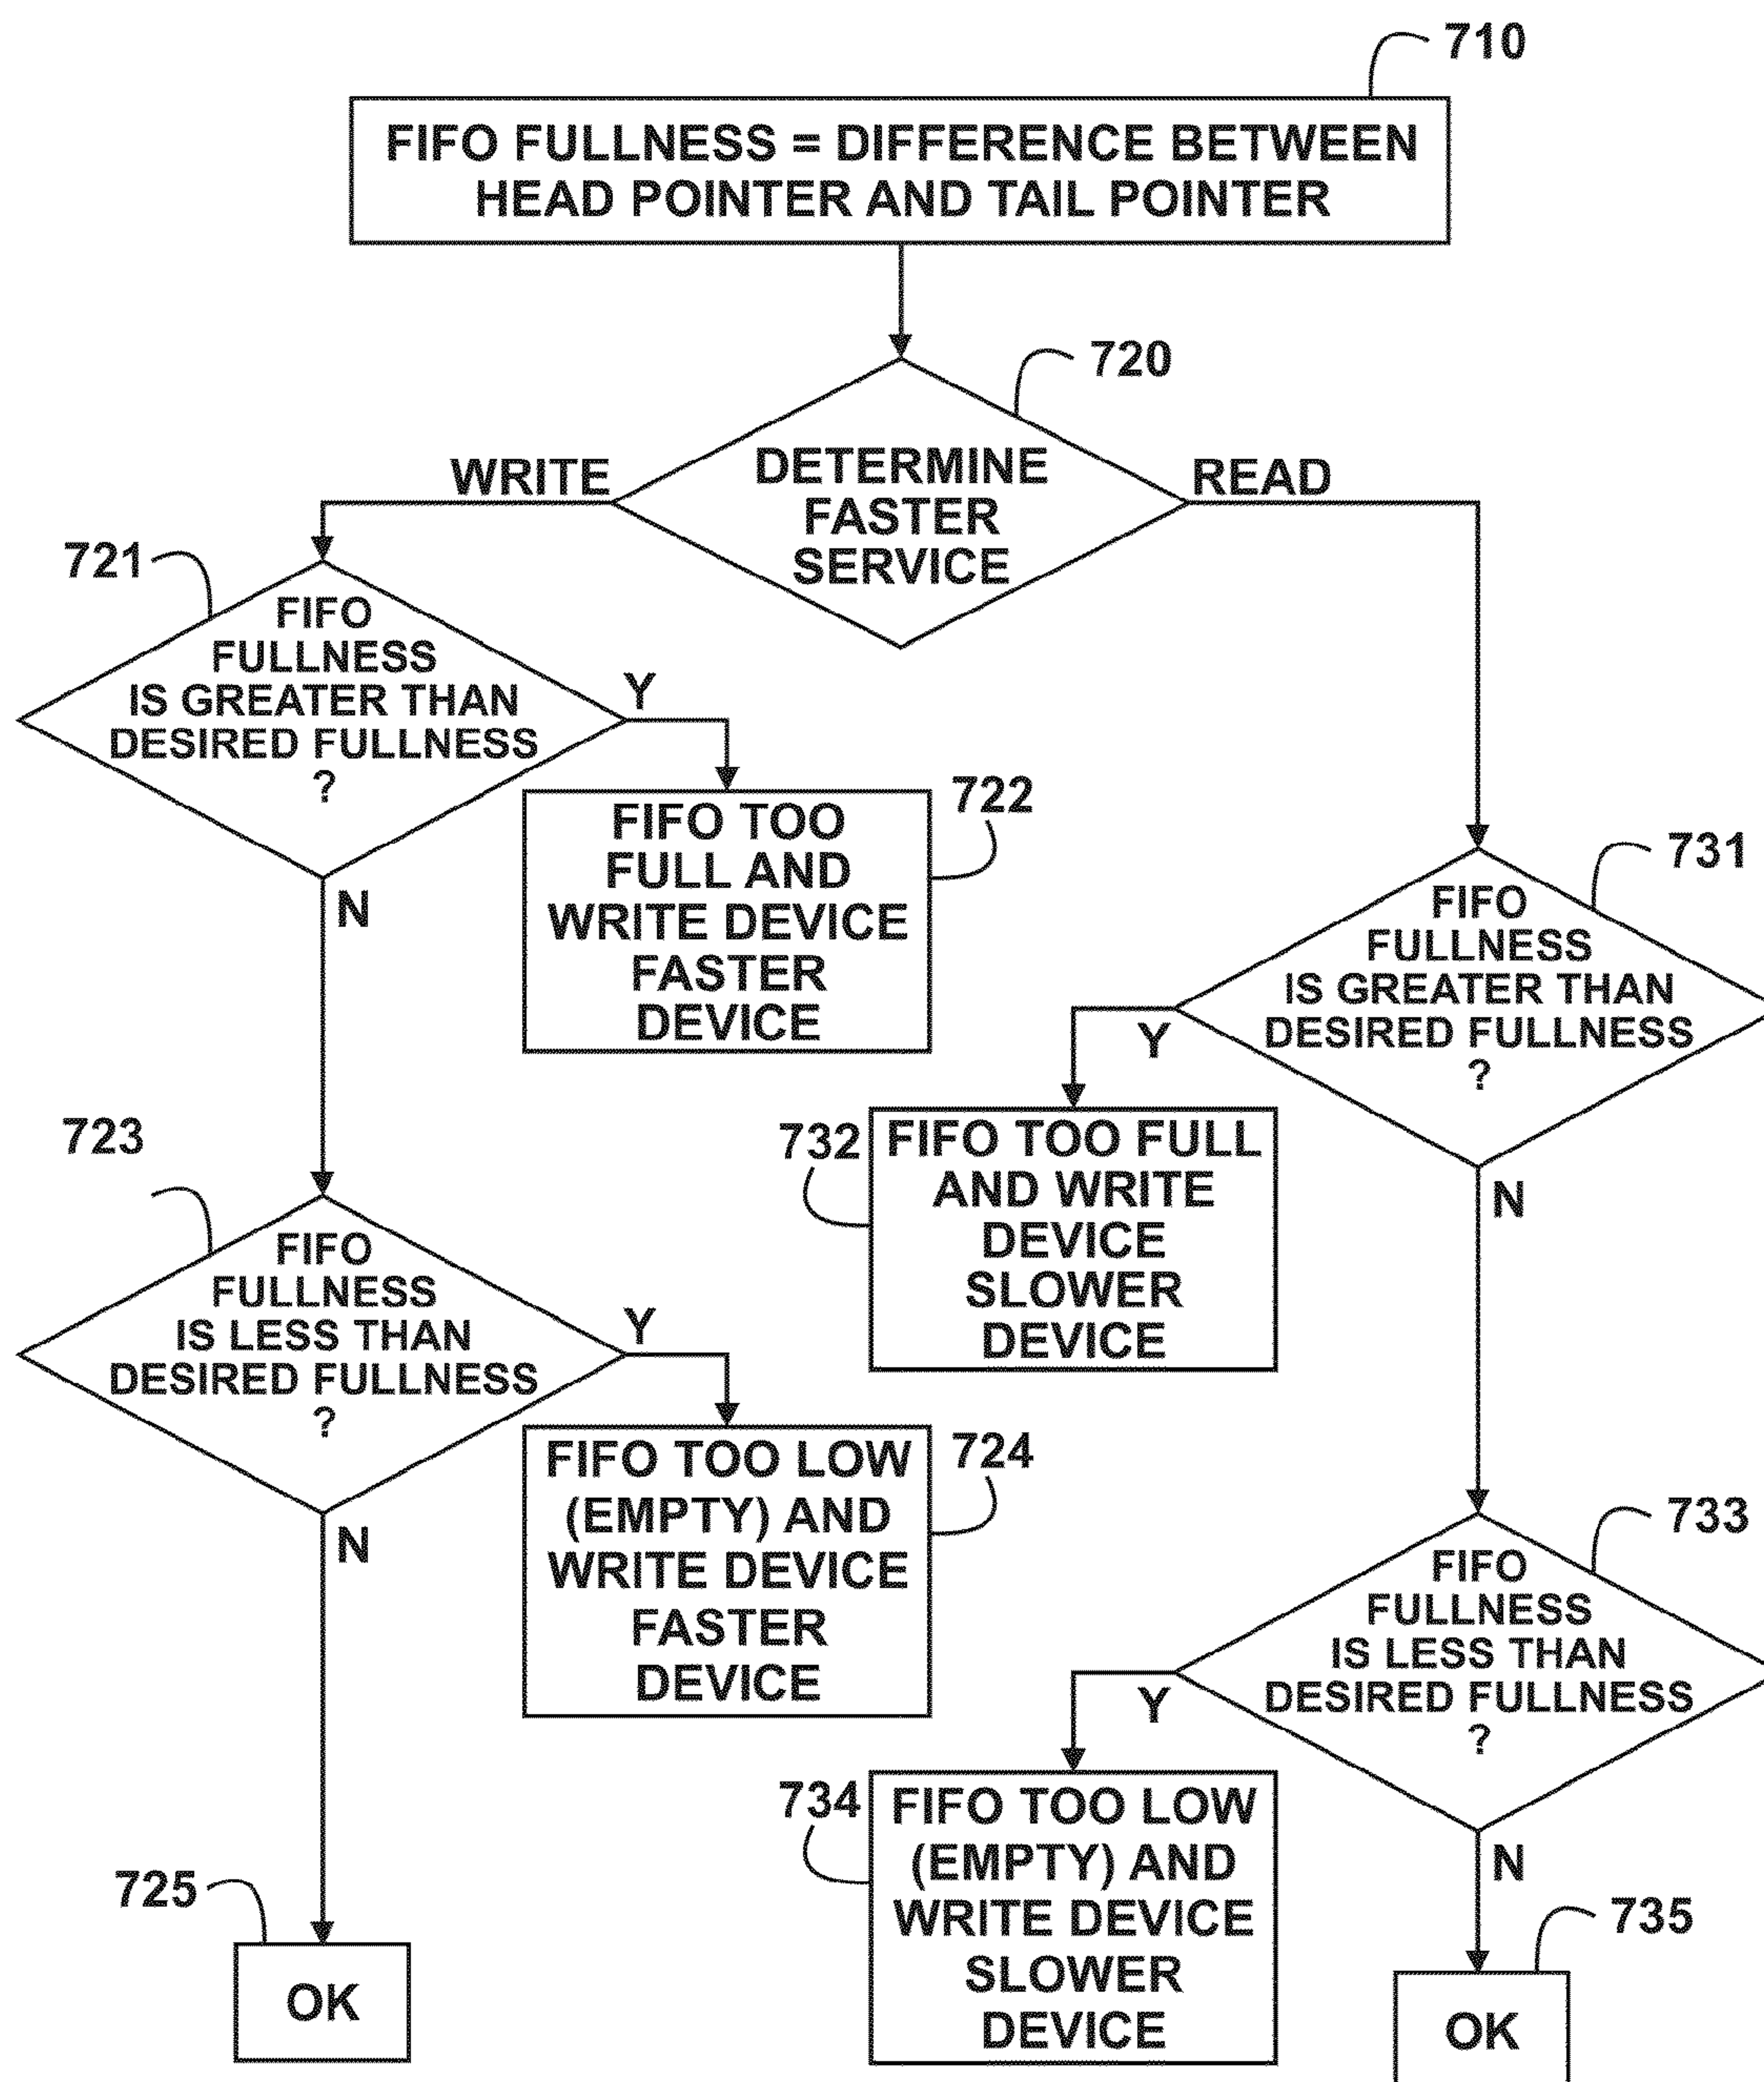 710
FIFO FULLNESS = DIFFERENCE BETWEEN
HEAD POINTER AND TAIL POINTER
720
DETERMINE
FASTER
SERVICE
WRITE
READ
721
FIFO
FULLNESS
IS GREATER THAN
DESIRED FULLNESS
?
Y
N
722
FIFO TOO
FULL AND
WRITE DEVICE
FASTER
DEVICE
723
FIFO
FULLNESS
IS LESS THAN
DESIRED FULLNESS
?
Y
N
724
FIFO TOO LOW
(EMPTY) AND
WRITE DEVICE
FASTER
DEVICE
725
OK
731
FIFO
FULLNESS
IS GREATER THAN
DESIRED FULLNESS
?
Y
N
732
FIFO TOO FULL
AND WRITE
DEVICE
SLOWER
DEVICE
733
FIFO
FULLNESS
IS LESS THAN
DESIRED FULLNESS
?
Y
N
734
FIFO TOO LOW
(EMPTY) AND
WRITE DEVICE
SLOWER
DEVICE
735
OK